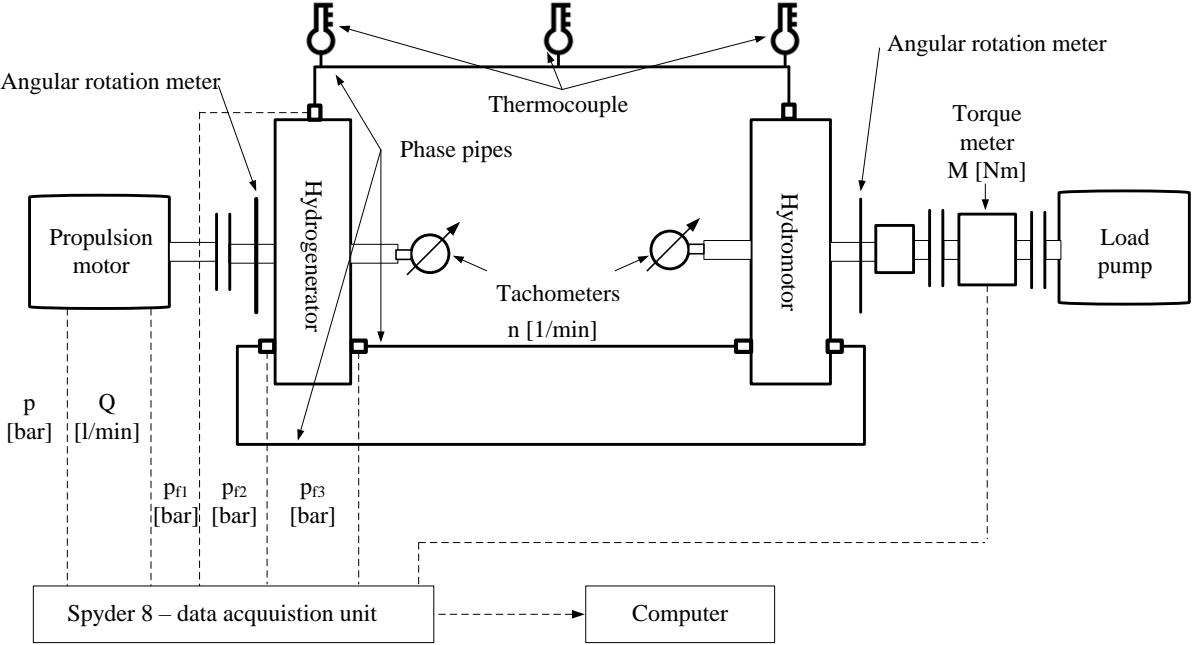 Angular rotation meter
Angular rotation meter
Thermocouple
Torque
meter
M [Nm]
Phase pipes
Hydrogenerator
Hydromotor
Propulsion
motor
Load
pump
Tachometers
n [1/min]
p
[bar]
Q
[l/min]
pf1
[bar]
pf2
[bar]
pf3
[bar]
Spyder 8 – data acquuistion unit
Computer